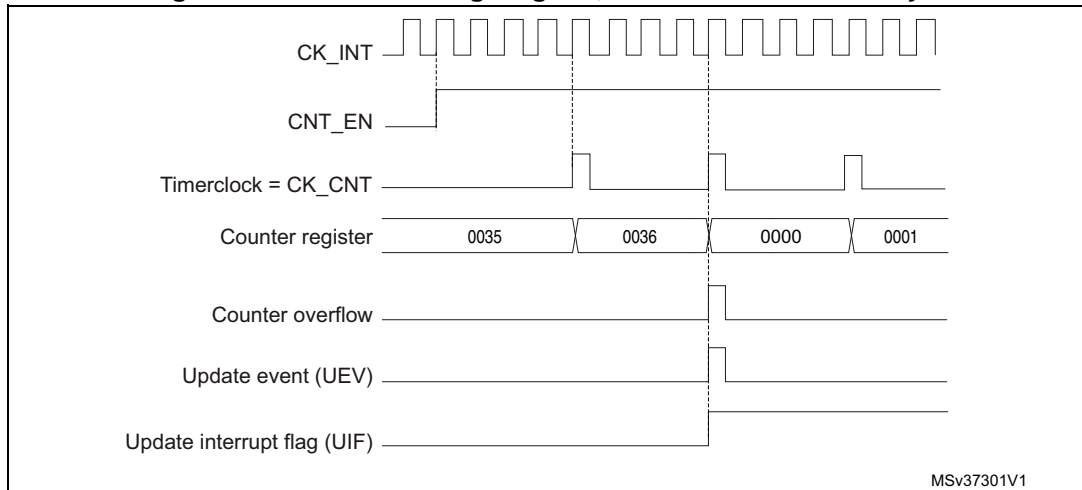 CK_INT
CNT_EN
Timerclock = CK_CNT
Counter register 0035 0036 0000 0001
Counter overflow
Update event (UEV)
Update interrupt flag (UIF)
MSv37301V1